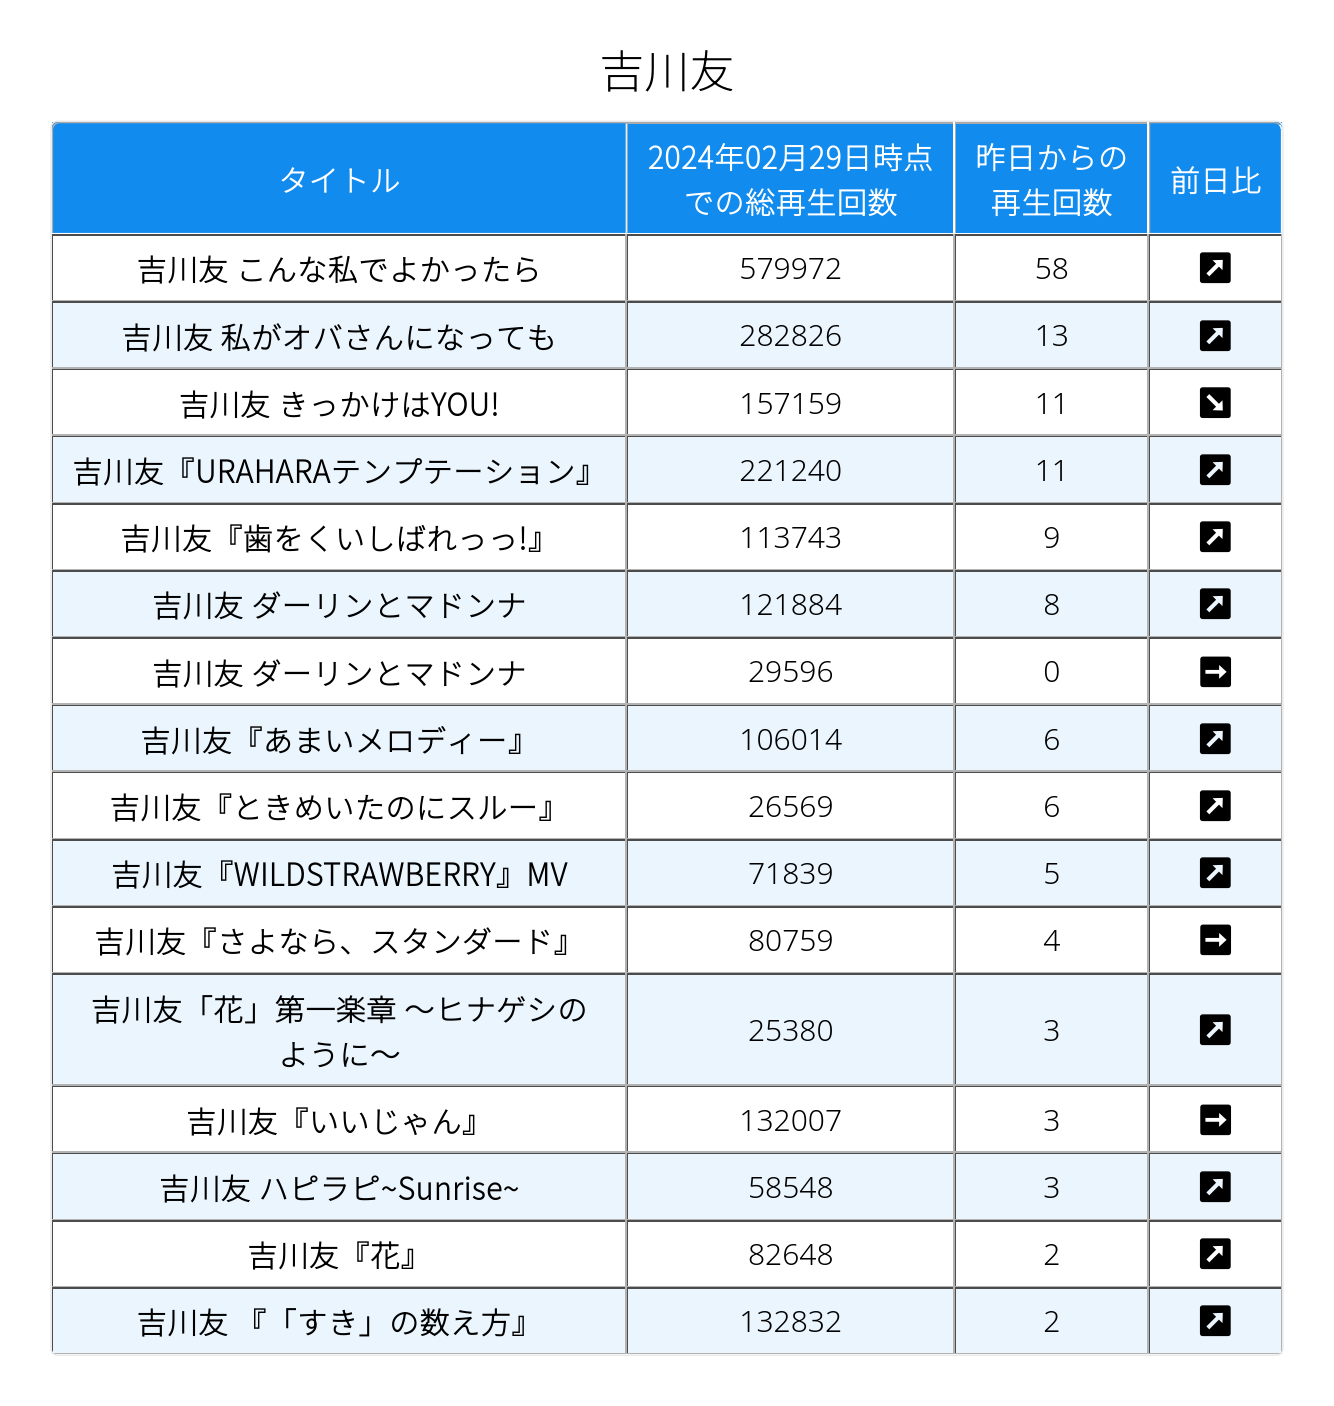 吉川友
タイトル
2024年02月29日時点
での総再生回数
昨日からの
再生回数
前日比
吉川友 こんな私でよかったら 579972 58
吉川友 私がオバさんになっても 282826 13
吉川友 きっかけはYOU! 157159 11
吉川友『URAHARAテンプテーション』 221240 11
吉川友『歯をくいしばれっっ!』 113743 9
吉川友 ダーリンとマドンナ 121884 8
吉川友 ダーリンとマドンナ 29596 0
吉川友『あまいメロディー』 106014 6
吉川友『ときめいたのにスルー』 26569 6
吉川友『WILDSTRAWBERRY』MV 71839 5
吉川友『さよなら、スタンダード』 80759 4
吉川友「花」第一楽章 〜ヒナゲシの
ように〜 25380 3
吉川友『いいじゃん』 132007 3
吉川友 ハピラピ~Sunrise~ 58548 3
吉川友『花』 82648 2
吉川友 『「すき」の数え方』 132832 2